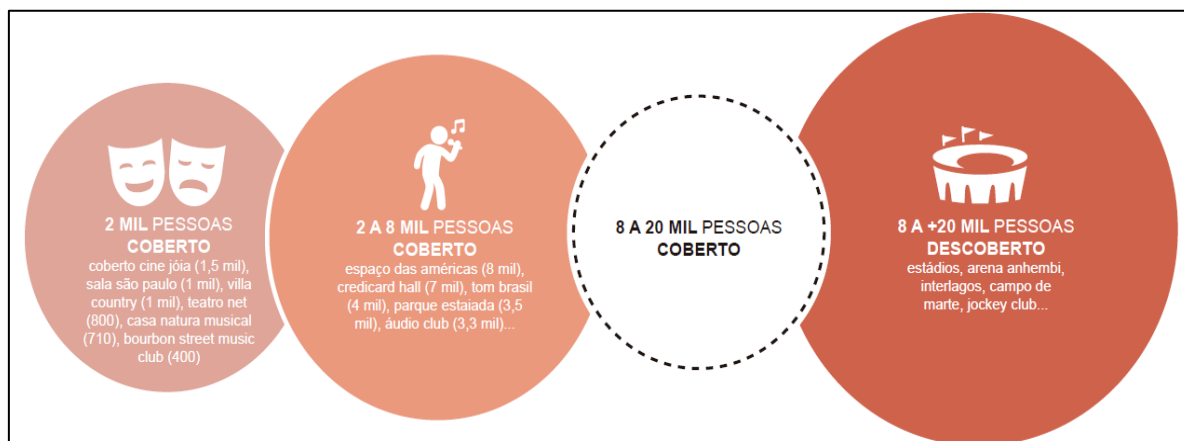 2 MIL PESSOAS
COBERTO
coberto cine jóia (1,5 mil),
sala são paulo (1 mil), villa
country (1 mil), teatro net
(800), casa natura musical
(710), bourbon street music
club (400)
2 A 8 MIL PESSOAS
COBERTO
espaço das américas (8 mil),
credicard hall (7 mil), tom brasil
(4 mil), parque estaiada (3,5
mil), áudio club (3,3 mil)...
8 A 20 MIL PESSOAS
COBERTO
8 A +20 MIL PESSOAS
DESCOBERTO
estádios, arena anhembi,
interlagos, campo de
marte, jockey club...